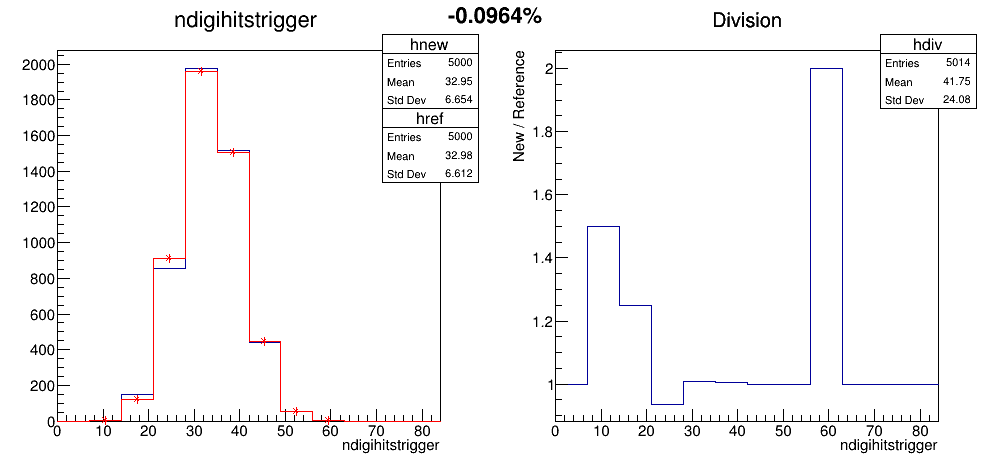 -0.0964%
ndigihitstrigger
hnew
Entries 5000
Mean 32.95
Std Dev 6.654
href
Entries 5000
Mean 32.98
Std Dev 6.612
2000
1800
1600
1400
1200
1000
800
600
400
200
0
0 10 20 30 40 50 60 70 80
ndigihitstrigger
Division
hdiv
Entries 5014
Mean 41.75
Std Dev 24.08
New / Reference
2
1.8
1.6
1.4
1.2
1
0 10 20 30 40 50 60 70 80
ndigihitstrigger